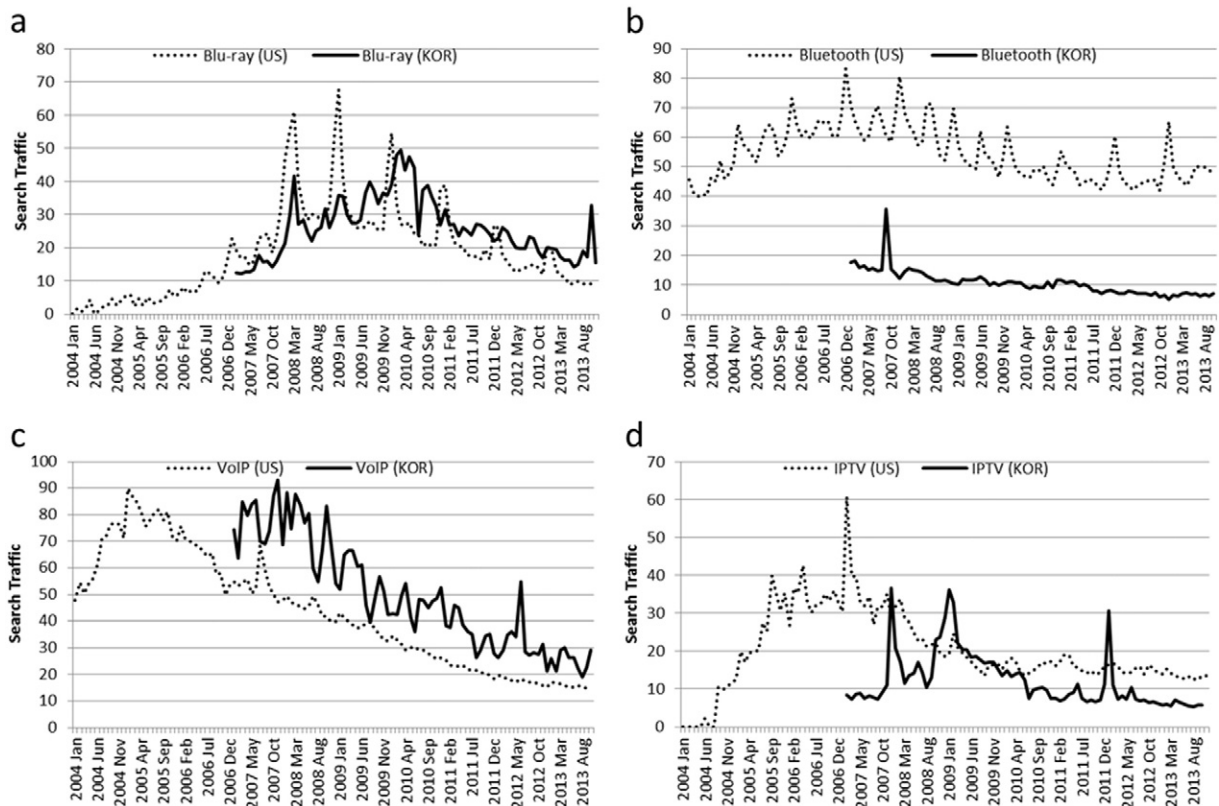 a
Blu-ray (US) Blu-ray (KOR)
80
70
60
50
40
30
20
10
0
Search Traffic
2004 Jan
2004 Jun
2004 Nov
2005 Apr
2005 Sep
2006 Feb
2006 Jul
2006 Dec
2007 May
2007 Oct
2008 Mar
2008 Aug
2009 Jan
2009 Jun
2009 Nov
2010 Apr
2010 Sep
2011 Feb
2011 Jul
2011 Dec
2012 May
2012 Oct
2013 Mar
2013 Aug
b
Bluetooth (US) Bluetooth (KOR)
90
80
70
60
50
40
30
20
10
0
Search Traffic
2004 Jan
2004 Jun
2004 Nov
2005 Apr
2005 Sep
2006 Feb
2006 Jul
2006 Dec
2007 May
2007 Oct
2008 Mar
2008 Aug
2009 Jan
2009 Jun
2009 Nov
2010 Apr
2010 Sep
2011 Feb
2011 Jul
2011 Dec
2012 May
2012 Oct
2013 Mar
2013 Aug
c
VoIP (US) VoIP (KOR)
100
90
80
70
60
50
40
30
20
10
0
Search Traffic
2004 Jan
2004 Jun
2004 Nov
2005 Apr
2005 Sep
2006 Feb
2006 Jul
2006 Dec
2007 May
2007 Oct
2008 Mar
2008 Aug
2009 Jan
2009 Jun
2009 Nov
2010 Apr
2010 Sep
2011 Feb
2011 Jul
2011 Dec
2012 May
2012 Oct
2013 Mar
2013 Aug
d
IPTV (US) IPTV (KOR)
70
60
50
40
30
20
10
0
Search Traffic
2004 Jan
2004 Jun
2004 Nov
2005 Apr
2005 Sep
2006 Feb
2006 Jul
2006 Dec
2007 May
2007 Oct
2008 Mar
2008 Aug
2009 Jan
2009 Jun
2009 Nov
2010 Apr
2010 Sep
2011 Feb
2011 Jul
2011 Dec
2012 May
2012 Oct
2013 Mar
2013 Aug